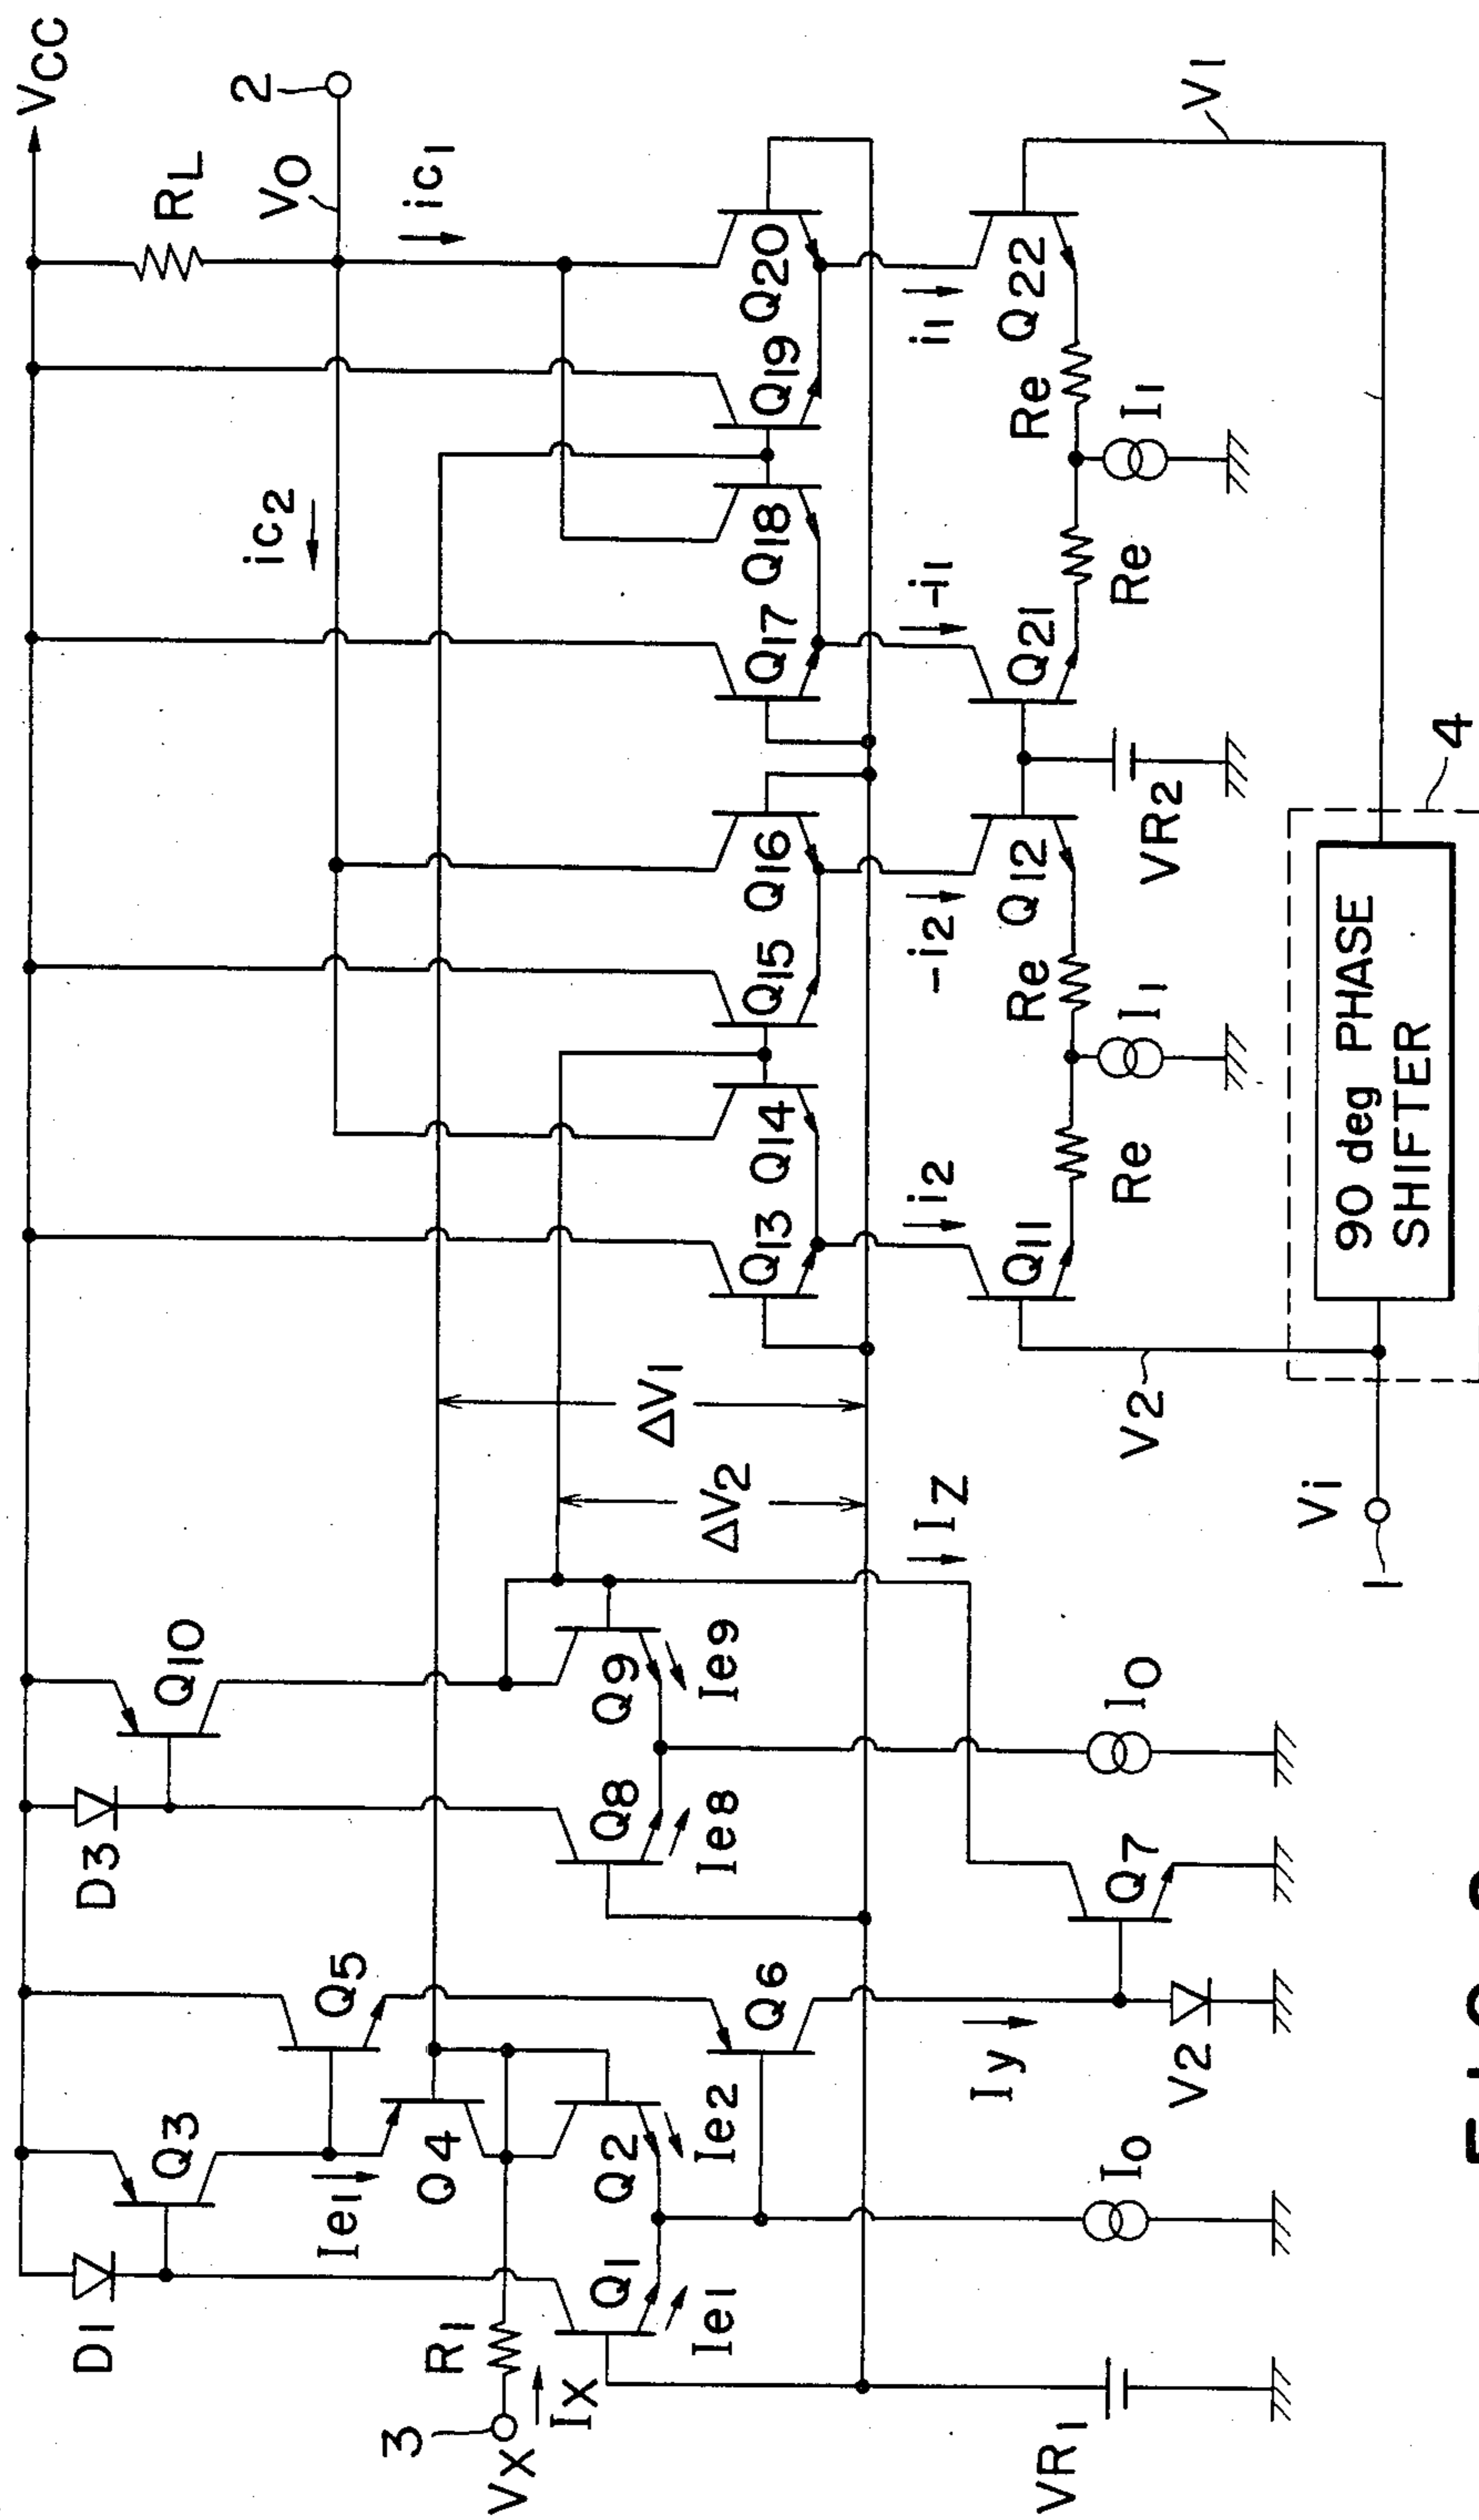 VCC
2
RL
VO
ic1
ic2
D3
Q10
D1
Q3
Q5
Ie1
Q4
R1
3
VX
IX
Q1
Q2
Q6
Ie1
Ie2
Q8
Q9
Ie8
Ie9
ΔV2
ΔV1
Q13
Q14
Q15
Q16
Q17
Q18
Q19
Q20
IZ
i2
-i2
-i1
i1
Iy
VR1
IO
V2
Q7
IO
Q11
Re
Re
Q12
I1
VR2
Q21
Re
Re
I1
Q22
V1
V2
Vi
1
90 deg PHASE
SHIFTER
4